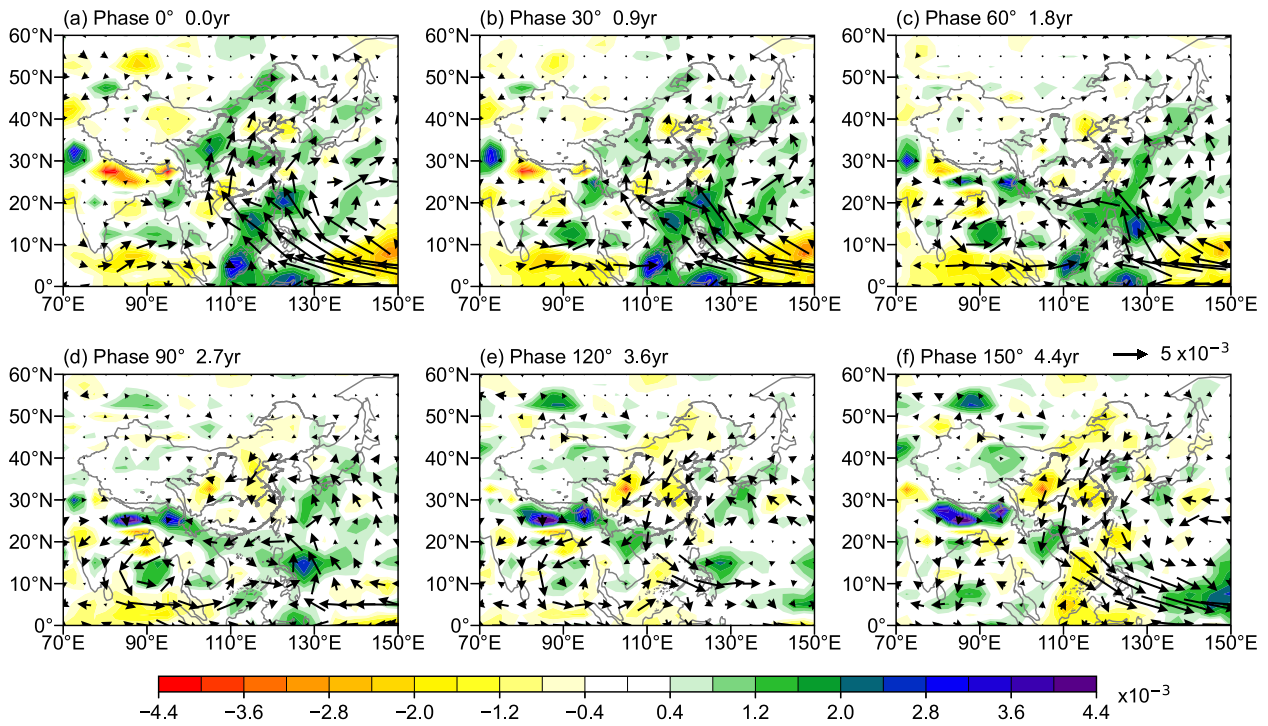 (a) Phase 0° 0.0yr
(b) Phase 30° 0.9yr
(c) Phase 60° 1.8yr
60°N 60°N 60°N
50°N 50°N 50°N
40°N 40°N 40°N
30°N 30°N 30°N
20°N 20°N 20°N
10°N 10°N 10°N
0° 0° 0°
70°E 90°E 110°E 130°E 150°E 70°E 90°E 110°E 130°E 150°E 70°E 90°E 110°E 130°E 150°E
(d) Phase 90° 2.7yr
(e) Phase 120° 3.6yr
(f) Phase 150° 4.4yr
5 x10⁻³
60°N 60°N 60°N
50°N 50°N 50°N
40°N 40°N 40°N
30°N 30°N 30°N
20°N 20°N 20°N
10°N 10°N 10°N
0° 0° 0°
70°E 90°E 110°E 130°E 150°E 70°E 90°E 110°E 130°E 150°E 70°E 90°E 110°E 130°E 150°E
−4.4 −3.6 −2.8 −2.0 −1.2 −0.4 0.4 1.2 2.0 2.8 3.6 4.4
x10⁻³